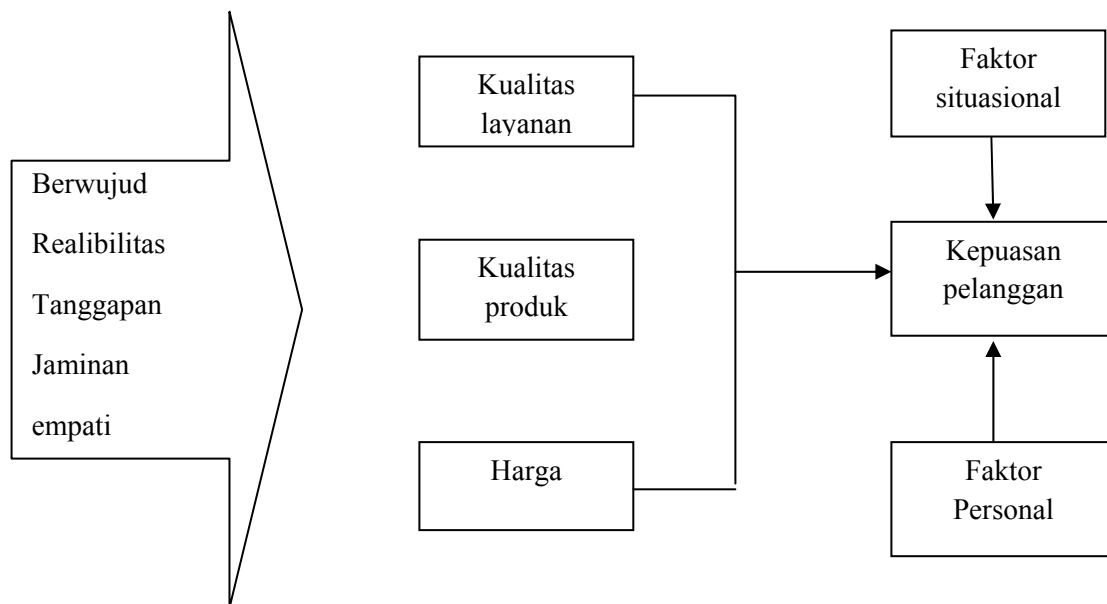 Berwujud
Realibilitas
Tanggapan
Jaminan
empati
Kualitas
layanan
Kualitas
produk
Harga
Faktor
situasional
Kepuasan
pelanggan
Faktor
Personal